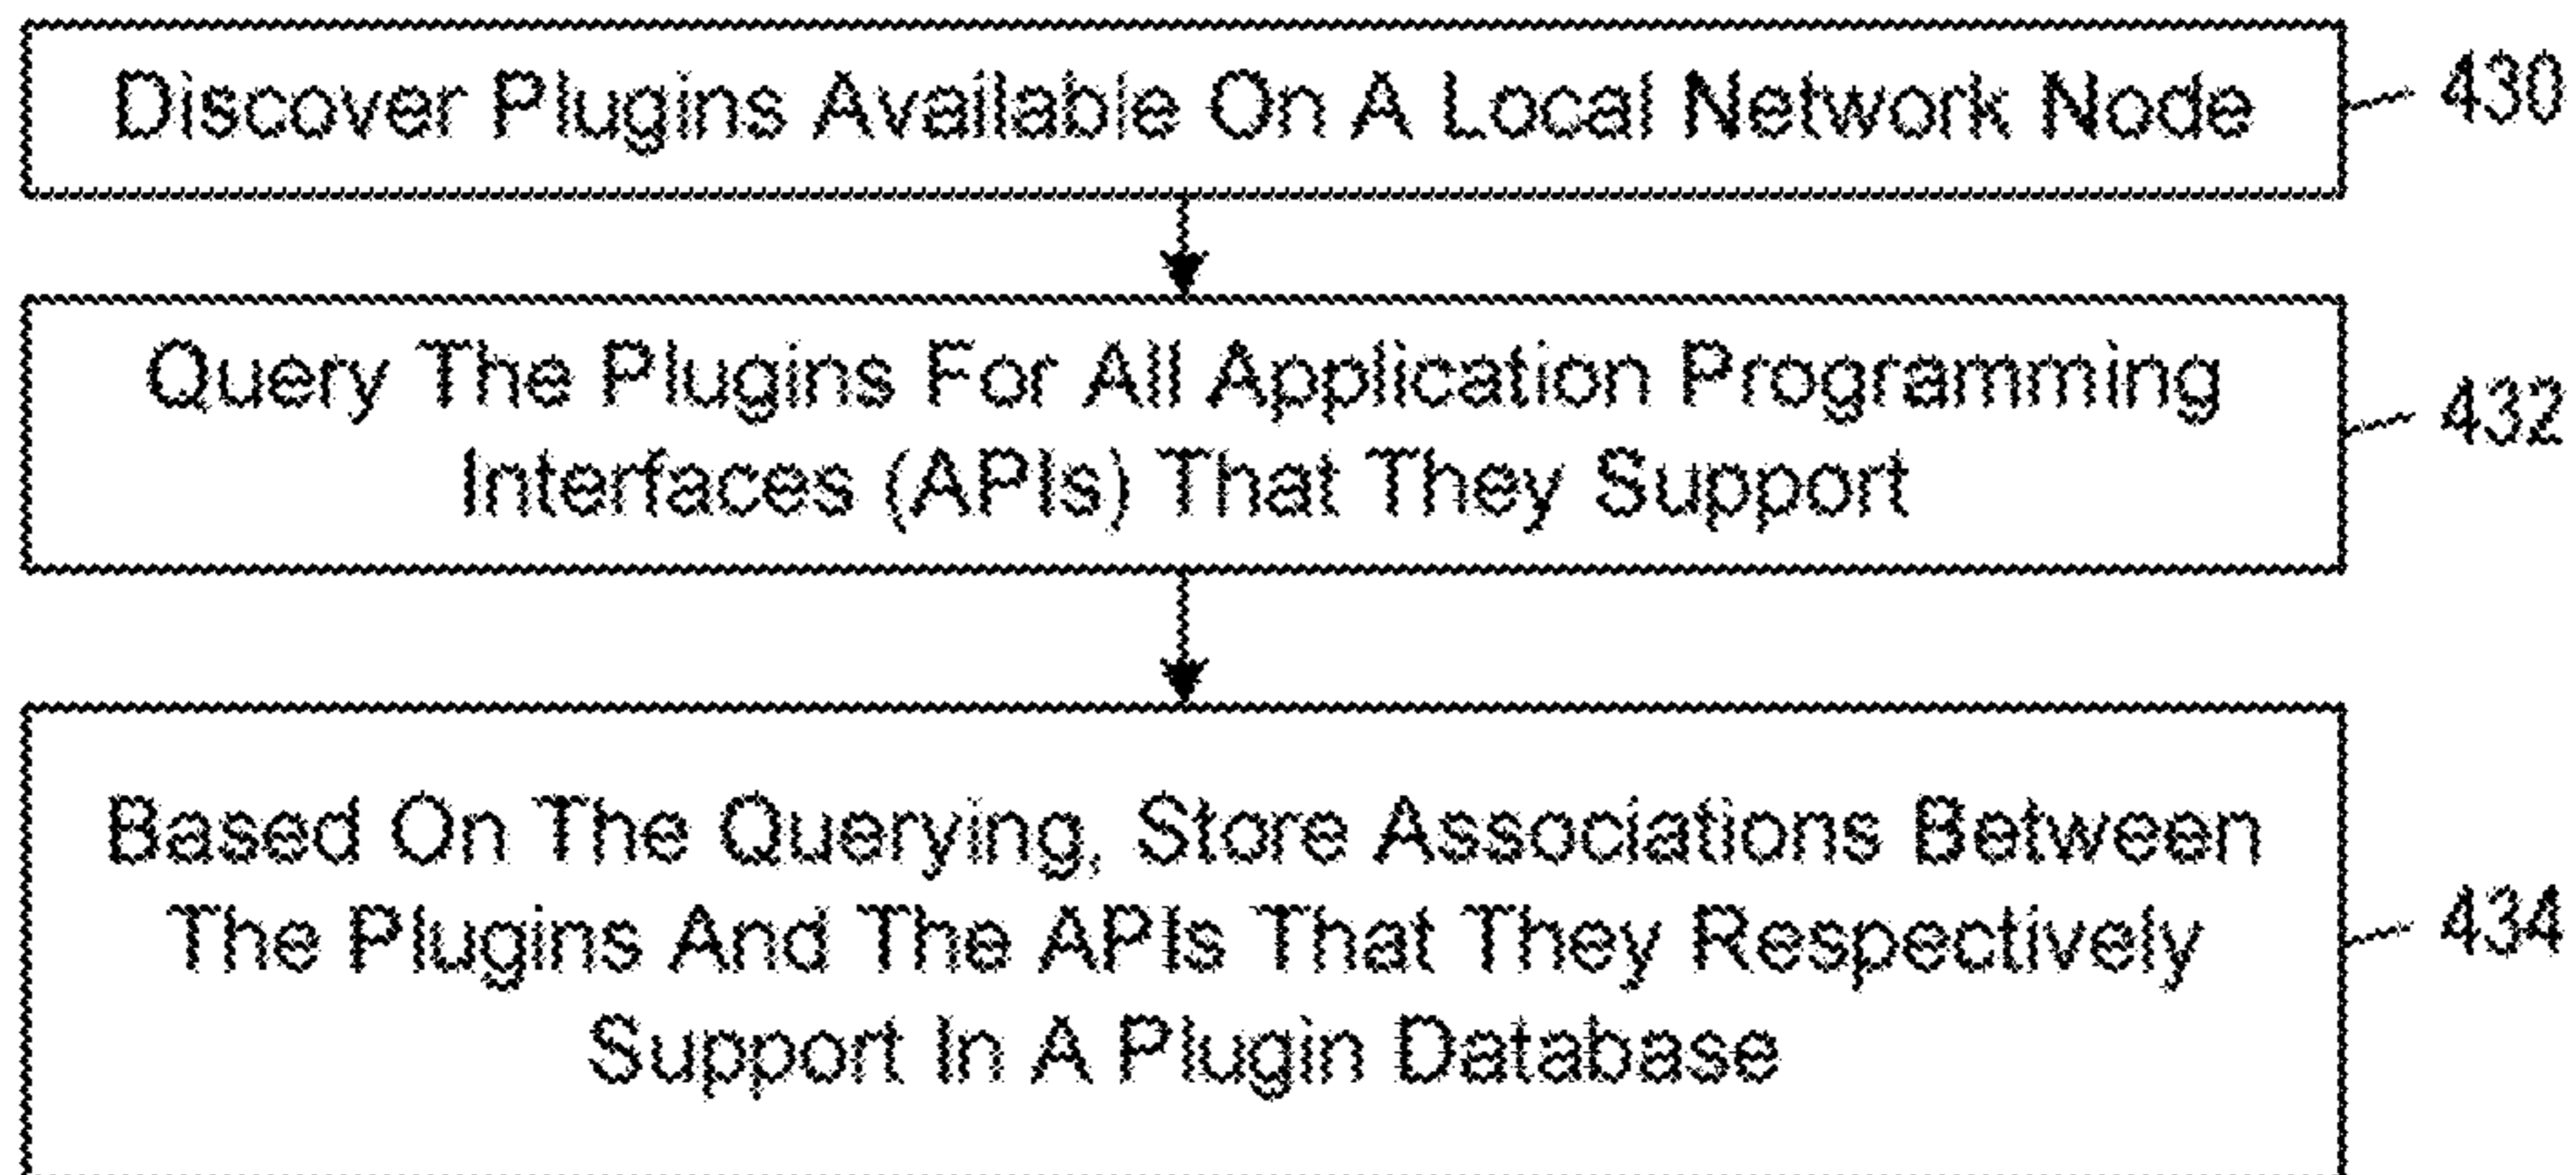 Discover Plugins Available On A Local Network Node
430
Query The Plugins For All Application Programming
Interfaces (APIs) That They Support
432
Based On The Querying, Store Associations Between
The Plugins And The APIs That They Respectively
Support In A Plugin Database
434